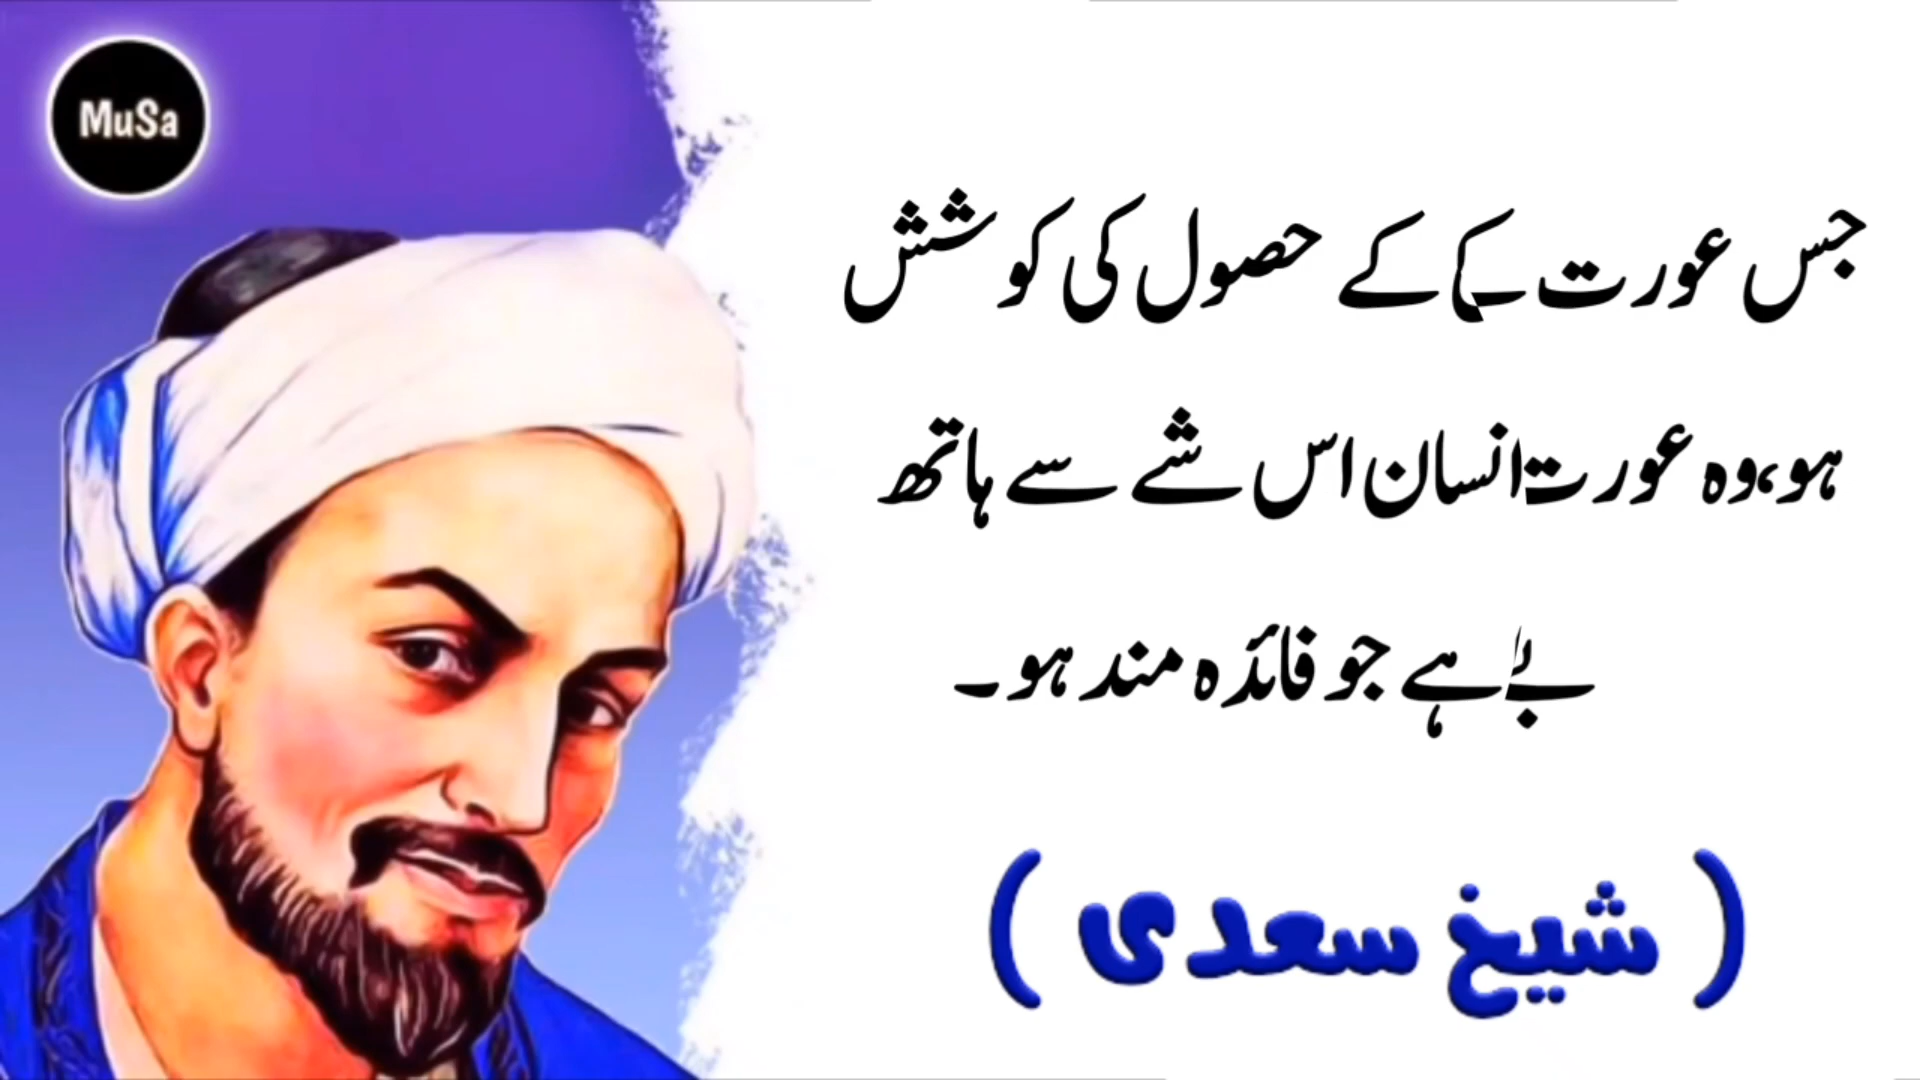 MuSa
جس عورت کے کے حصول کی کوشش
ہو،وہ عورت انسان اس شے سے ہاتھ
ہے جو فائدہ مند ہو۔
( شیخ سعدی )